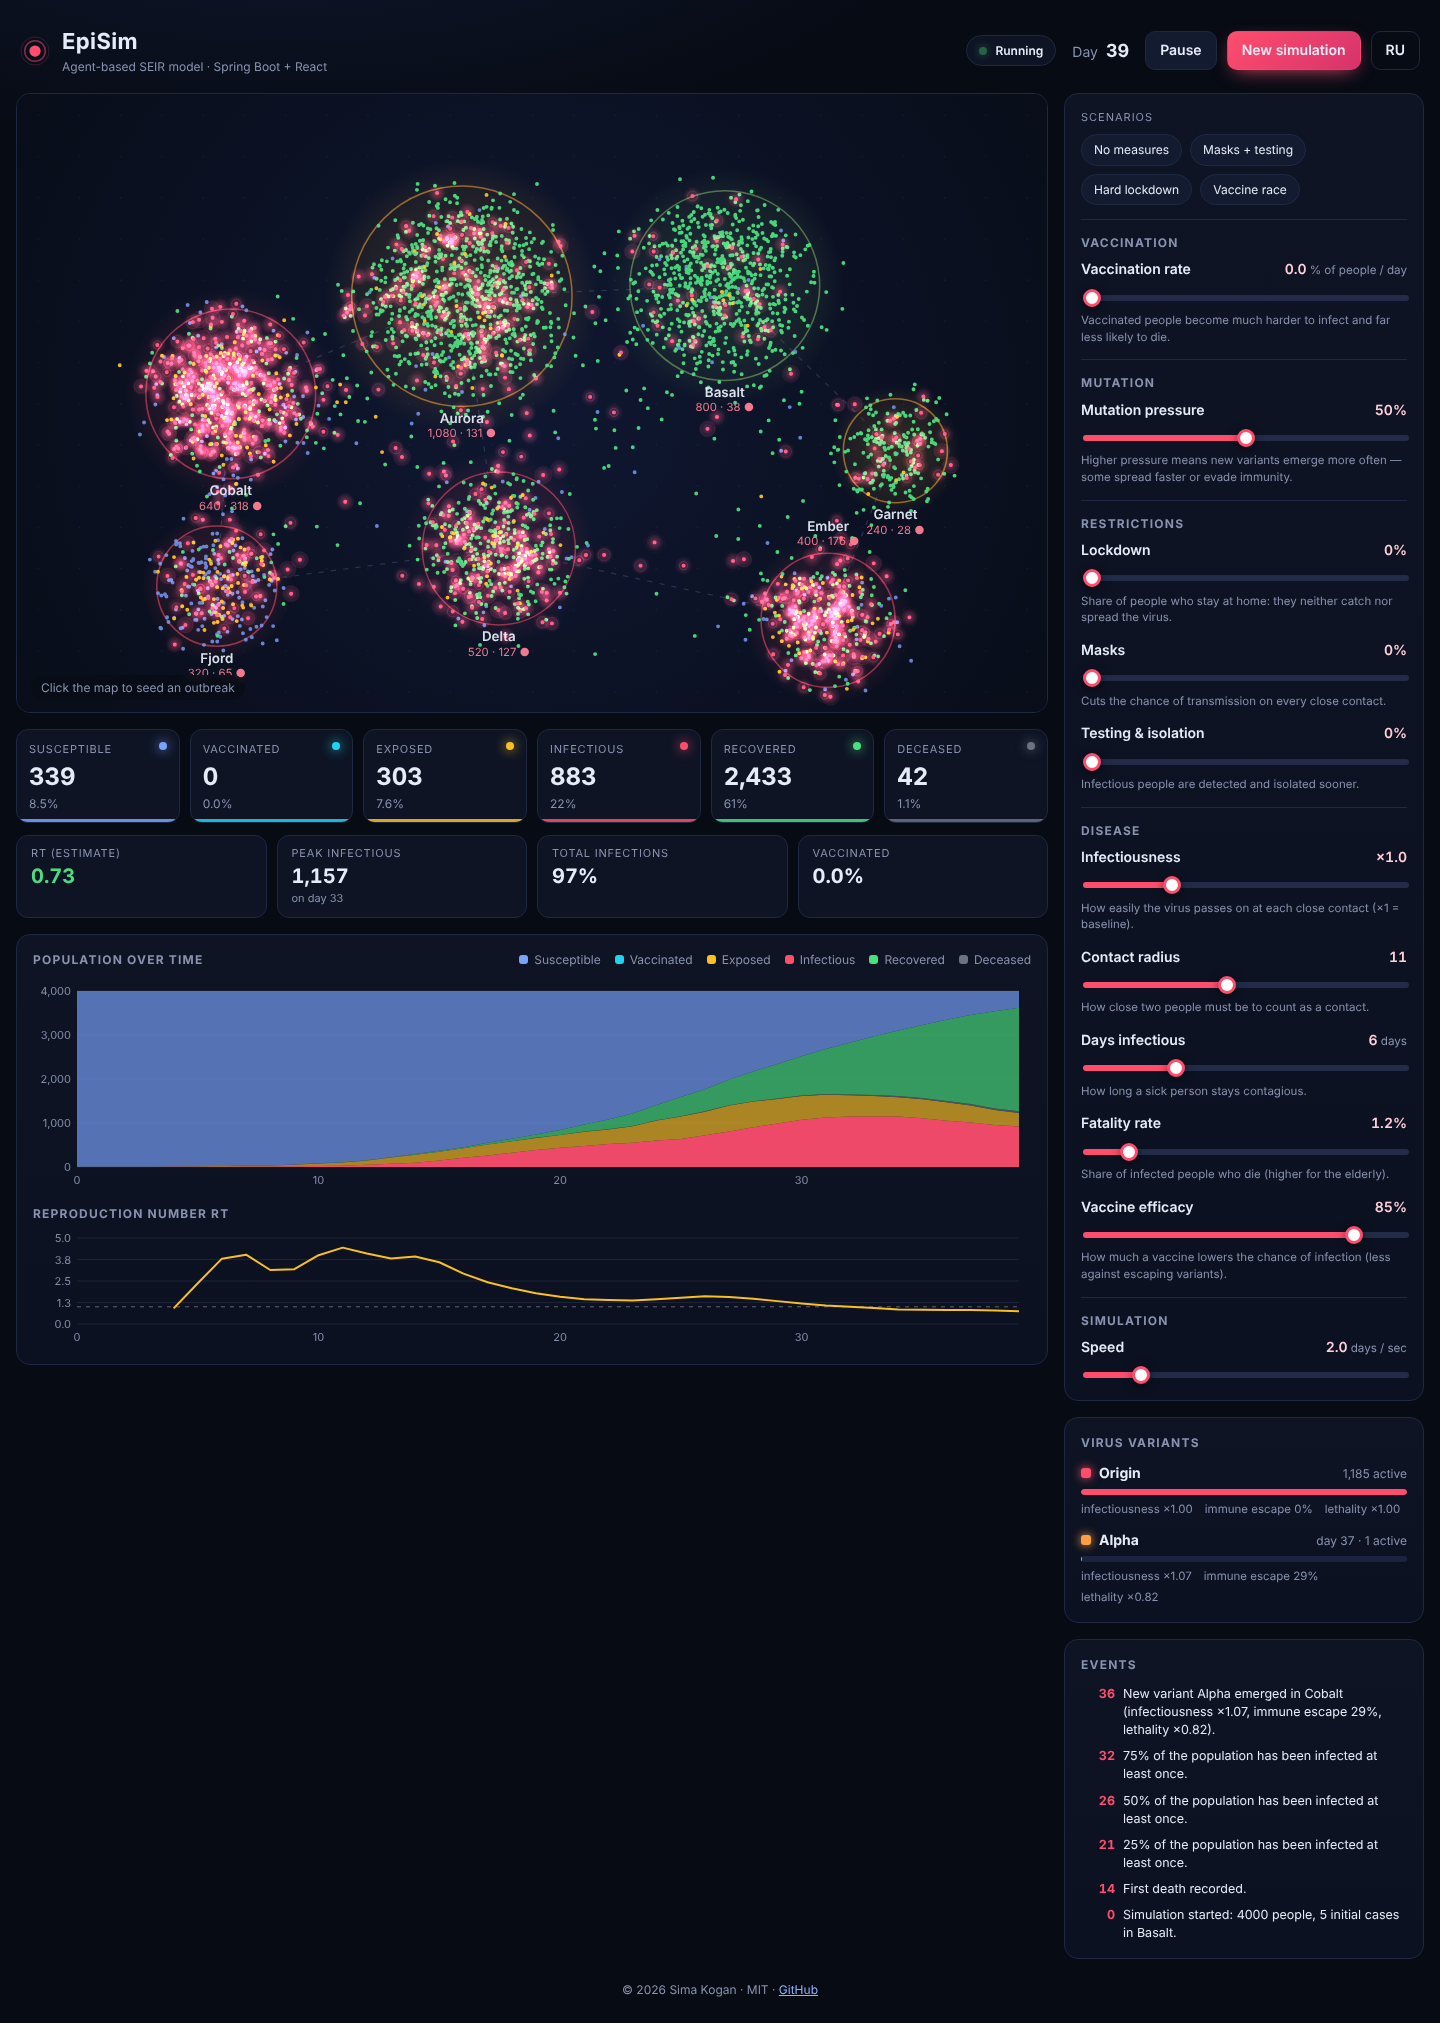 EpiSim
Agent-based SEIR model · Spring Boot + React
Running
Day 39
Pause
New simulation
RU
Aurora
1,080 · 131
Basalt
800 · 38
Cobalt
640 · 318
Garnet
240 · 28
Ember
400 · 176
Delta
520 · 127
Fjord
320 · 65
Click the map to seed an outbreak
SUSCEPTIBLE
339
8.5%
VACCINATED
0
0.0%
EXPOSED
303
7.6%
INFECTIOUS
883
22%
RECOVERED
2,433
61%
DECEASED
42
1.1%
RT (ESTIMATE)
0.73
PEAK INFECTIOUS
1,157
on day 33
TOTAL INFECTIONS
97%
VACCINATED
0.0%
POPULATION OVER TIME
Susceptible
Vaccinated
Exposed
Infectious
Recovered
Deceased
4,000
3,000
2,000
1,000
0
0 10 20 30
REPRODUCTION NUMBER RT
5.0
3.8
2.5
1.3
0.0
0 10 20 30
SCENARIOS
No measures
Masks + testing
Hard lockdown
Vaccine race
VACCINATION
Vaccination rate 0.0 % of people / day
Vaccinated people become much harder to infect and far
less likely to die.
MUTATION
Mutation pressure 50%
Higher pressure means new variants emerge more often —
some spread faster or evade immunity.
RESTRICTIONS
Lockdown 0%
Share of people who stay at home: they neither catch nor
spread the virus.
Masks 0%
Cuts the chance of transmission on every close contact.
Testing & isolation 0%
Infectious people are detected and isolated sooner.
DISEASE
Infectiousness ×1.0
How easily the virus passes on at each close contact (×1 =
baseline).
Contact radius 11
How close two people must be to count as a contact.
Days infectious 6 days
How long a sick person stays contagious.
Fatality rate 1.2%
Share of infected people who die (higher for the elderly).
Vaccine efficacy 85%
How much a vaccine lowers the chance of infection (less
against escaping variants).
SIMULATION
Speed 2.0 days / sec
VIRUS VARIANTS
Origin 1,185 active
infectiousness ×1.00 immune escape 0% lethality ×1.00
Alpha day 37 · 1 active
infectiousness ×1.07 immune escape 29%
lethality ×0.82
EVENTS
36 New variant Alpha emerged in Cobalt
(infectiousness ×1.07, immune escape 29%,
lethality ×0.82).
32 75% of the population has been infected at
least once.
26 50% of the population has been infected at
least once.
21 25% of the population has been infected at
least once.
14 First death recorded.
0 Simulation started: 4000 people, 5 initial cases
in Basalt.
© 2026 Sima Kogan · MIT · GitHub